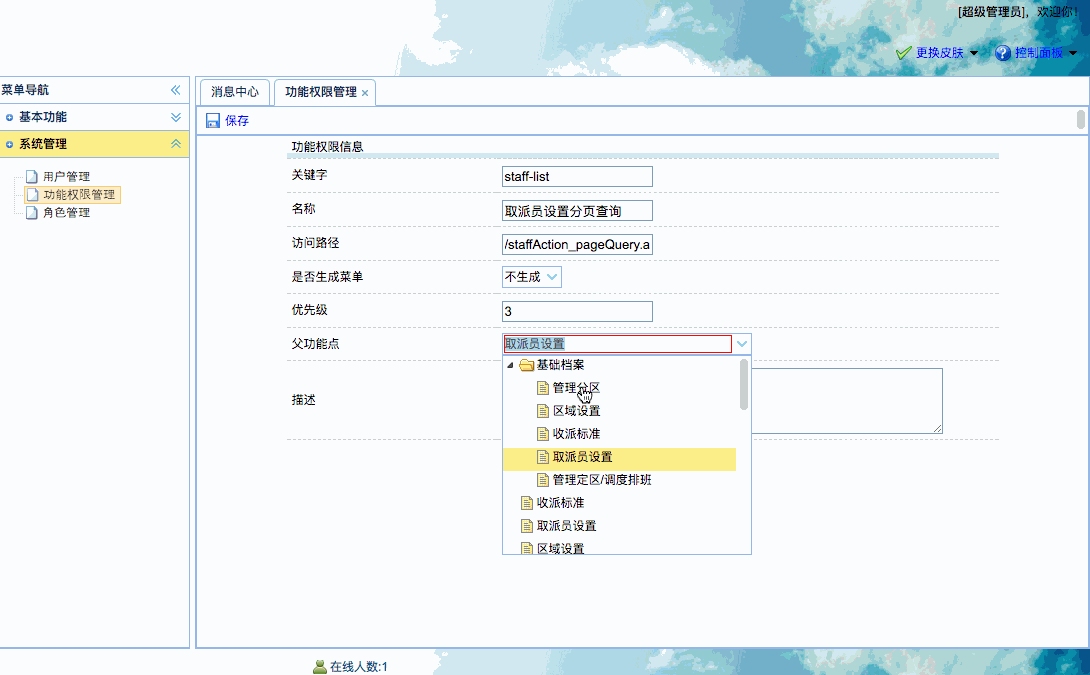 [超级管理员]，欢迎你！
更换皮肤
控制面板
菜单导航
基本功能
系统管理
用户管理
功能权限管理
角色管理
消息中心
功能权限管理
保存
功能权限信息
关键字
staff-list
名称
取派员设置分页查询
访问路径
/staffAction_pageQuery.a
是否生成菜单
不生成
优先级
3
父功能点
取派员设置
基础档案
管理分区
区域设置
收派标准
取派员设置
管理定区/调度排班
收派标准
取派员设置
区域设置
描述
在线人数:1